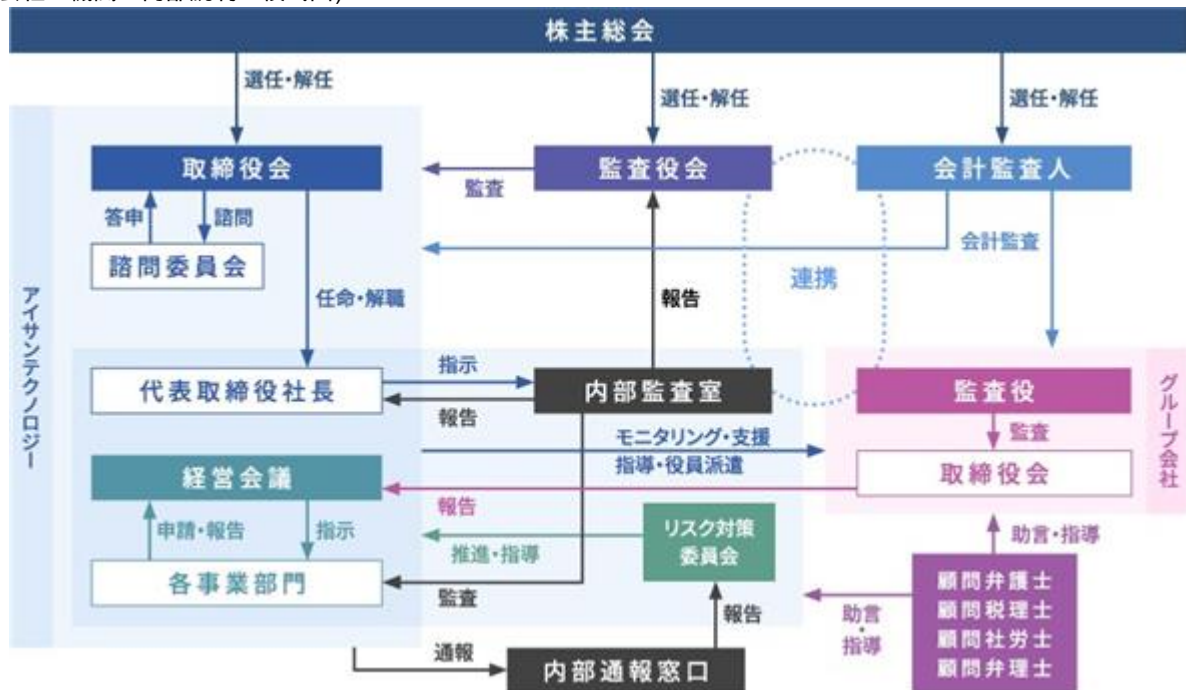 株主総会
選任・解任
選任・解任
選任・解任
取締役会
監査
監査役会
会計監査人
答申
諮問
諮問委員会
会計監査
連携
任命・解職
報告
アイサンテクノロジー
代表取締役社長
指示
報告
内部監査室
監査役
監査
取締役会
グループ会社
モニタリング・支援
指導・役員派遣
経営会議
報告
申請・報告
指示
推進・指導
リスク対策
委員会
各事業部門
監査
報告
助言・指導
助言・指導
顧問弁護士
顧問税理士
顧問社労士
顧問弁理士
通報
内部通報窓口